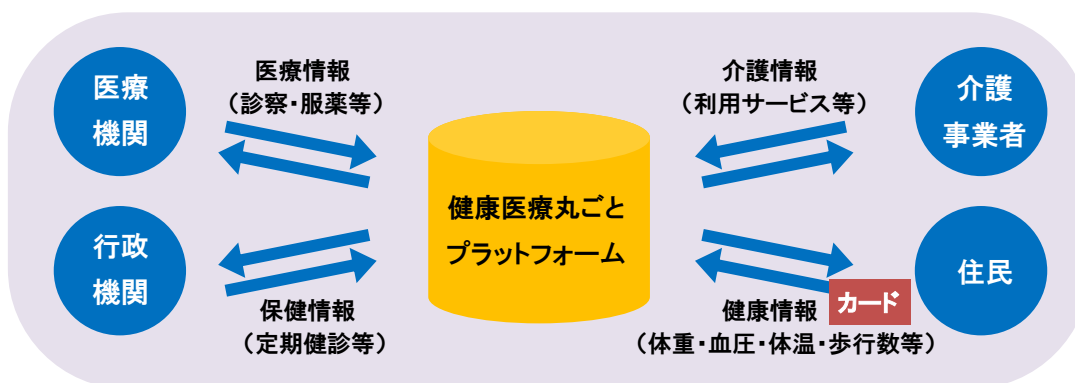 医療
機関
医療情報
（診察・服薬等）
介護情報
（利用サービス等）
介護
事業者
健康医療丸ごと
プラットフォーム
行政
機関
保健情報
（定期健診等）
健康情報
カード
（体重・血圧・体温・歩行数等）
住民